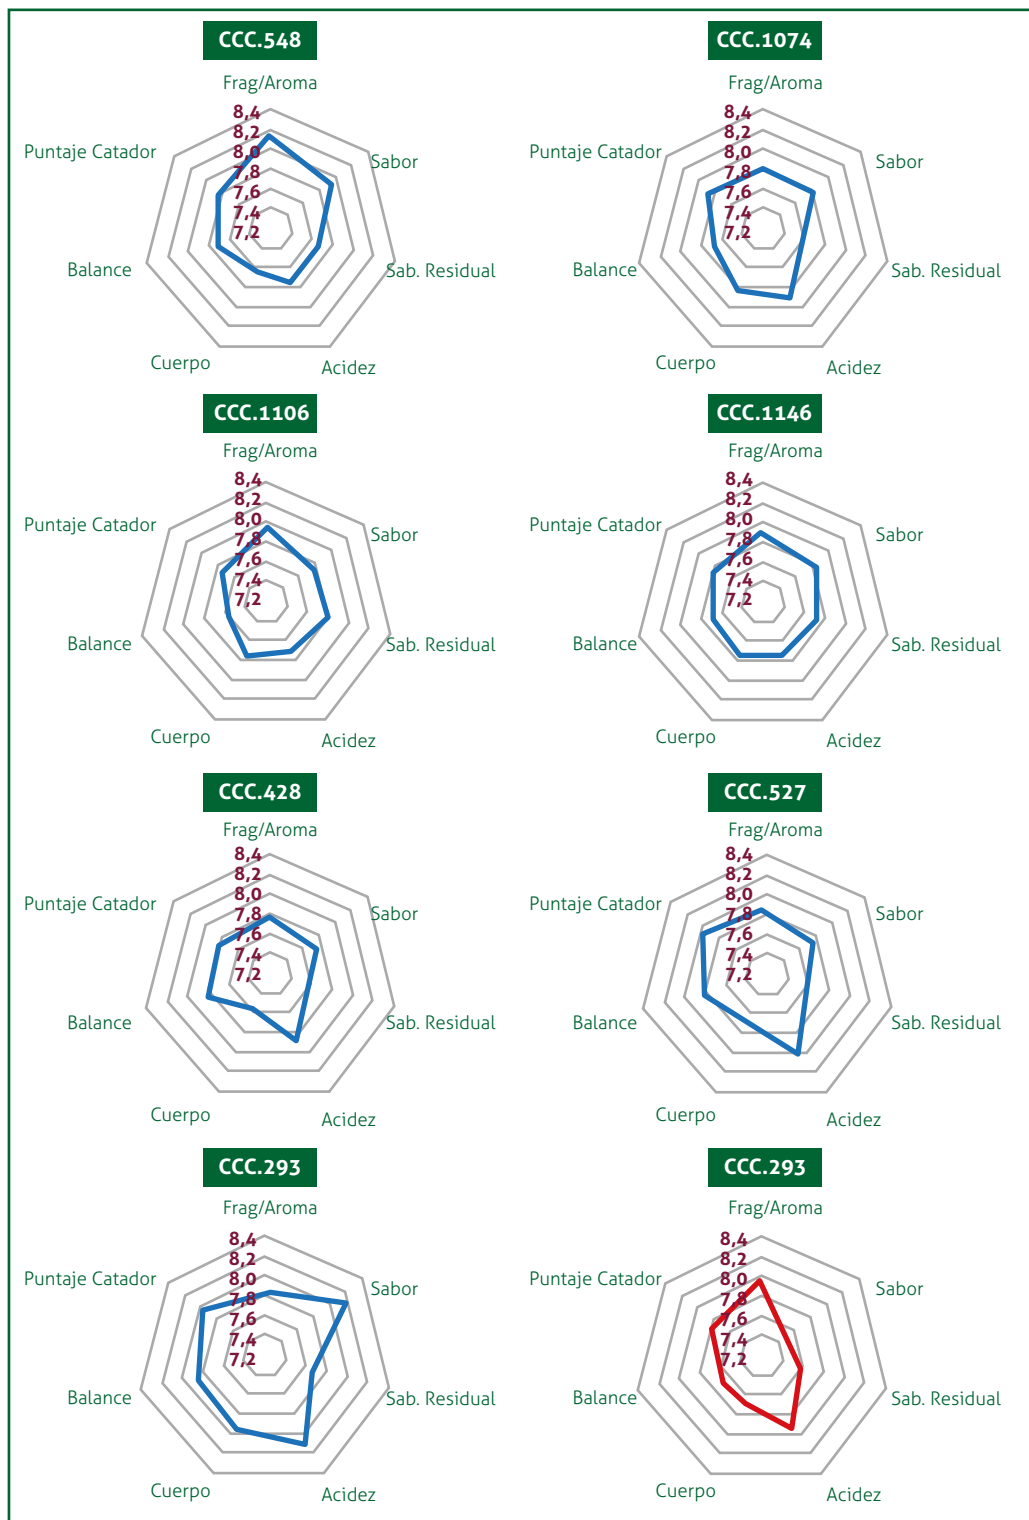 CCC.548
Frag/Aroma
8,4
8,2
8,0
7,8
7,6
7,4
7,2
Puntaje Catador
Sabor
Balance
Sab. Residual
Cuerpo
Acidez
CCC.1074
Frag/Aroma
8,4
8,2
8,0
7,8
7,6
7,4
7,2
Puntaje Catador
Sabor
Balance
Sab. Residual
Cuerpo
Acidez
CCC.1106
Frag/Aroma
8,4
8,2
8,0
7,8
7,6
7,4
7,2
Puntaje Catador
Sabor
Balance
Sab. Residual
Cuerpo
Acidez
CCC.1146
Frag/Aroma
8,4
8,2
8,0
7,8
7,6
7,4
7,2
Puntaje Catador
Sabor
Balance
Sab. Residual
Cuerpo
Acidez
CCC.428
Frag/Aroma
8,4
8,2
8,0
7,8
7,6
7,4
7,2
Puntaje Catador
Sabor
Balance
Sab. Residual
Cuerpo
Acidez
CCC.527
Frag/Aroma
8,4
8,2
8,0
7,8
7,6
7,4
7,2
Puntaje Catador
Sabor
Balance
Sab. Residual
Cuerpo
Acidez
CCC.293
Frag/Aroma
8,4
8,2
8,0
7,8
7,6
7,4
7,2
Puntaje Catador
Sabor
Balance
Sab. Residual
Cuerpo
Acidez
CCC.293
Frag/Aroma
8,4
8,2
8,0
7,8
7,6
7,4
7,2
Puntaje Catador
Sabor
Balance
Sab. Residual
Cuerpo
Acidez